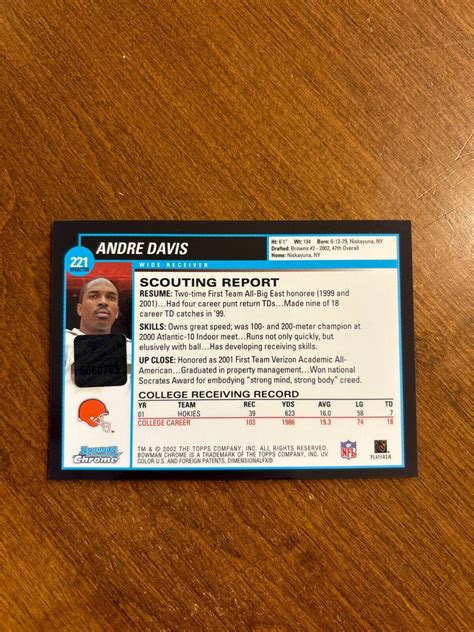 221
REFRACTOR
ANDRE DAVIS
WIDE RECEIVER
Ht: 6'1" Wt: 194 Born: 6-12-79, Niskayuna, NY
Drafted: Browns #2 - 2002, 47th Overall
Home: Niskayuna, NY
SCOUTING REPORT
RESUME: Two-time First Team All-Big East honoree (1999 and
2001)...Had four career punt return TDs...Made nine of 18
career TD catches in '99.
SKILLS: Owns great speed; was 100- and 200-meter champion at
2000 Atlantic-10 Indoor meet...Runs not only quickly, but
elusively with ball...Has developing receiving skills.
UP CLOSE: Honored as 2001 First Team Verizon Academic All-
American...Graduated in property management...Won national
Socrates Award for embodying "strong mind, strong body" creed.
COLLEGE RECEIVING RECORD
YR TEAM REC YDS AVG LG TD
01 HOKIES 39 623 16.0 58 7
COLLEGE CAREER 103 1986 19.3 74 18
Bowman
Chrome
TM & © 2002 THE TOPPS COMPANY, INC. ALL RIGHTS RESERVED.
BOWMAN CHROME IS A TRADEMARK OF THE TOPPS COMPANY, INC. UV
COLOR U.S. AND FOREIGN PATENTS, DIMENSIONALFX®
NFL
PLAYERS